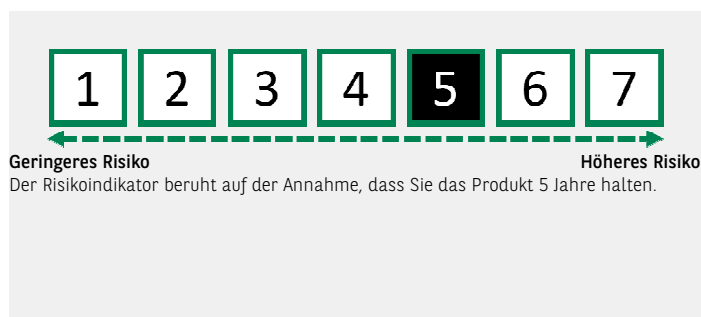 1 2 3 4 5 6 7
Geringeres Risiko Höheres Risiko
Der Risikoindikator beruht auf der Annahme, dass Sie das Produkt 5 Jahre halten.